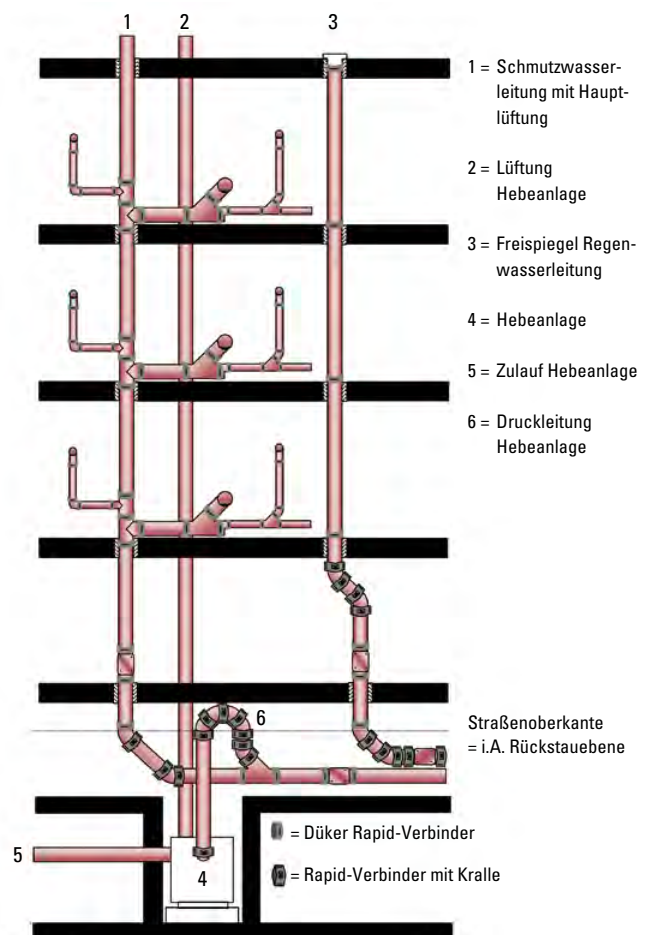 1
2
3
1 = Schmutzwasser-
leitung mit Haupt-
lüftung
2 = Lüftung
Hebeanlage
3 = Freispiegel Regen-
wasserleitung
4 = Hebeanlage
5 = Zulauf Hebeanlage
6 = Druckleitung
Hebeanlage
6
Straßenoberkante
= i.A. Rückstauebene
= Düker Rapid-Verbinder
5
4
= Rapid-Verbinder mit Kralle